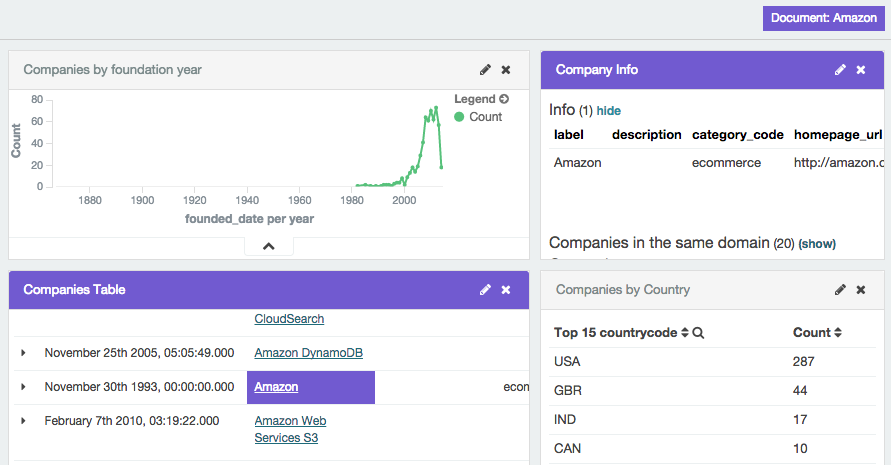 Document: Amazon
Companies by foundation year
Legend
Count
80
60
40
20
0
Count
1880 1900 1920 1940 1960 1980 2000
founded_date per year
Company Info
Info (1) hide
label description category_code homepage_url
Amazon ecommerce http://amazon.c
Companies in the same domain (20) (show)
Companies Table
CloudSearch
November 25th 2005, 05:05:49.000 Amazon DynamoDB
November 30th 1993, 00:00:00.000 Amazon econ
February 7th 2010, 03:19:22.000 Amazon Web
Services S3
Companies by Country
Top 15 countrycode Count
USA 287
GBR 44
IND 17
CAN 10